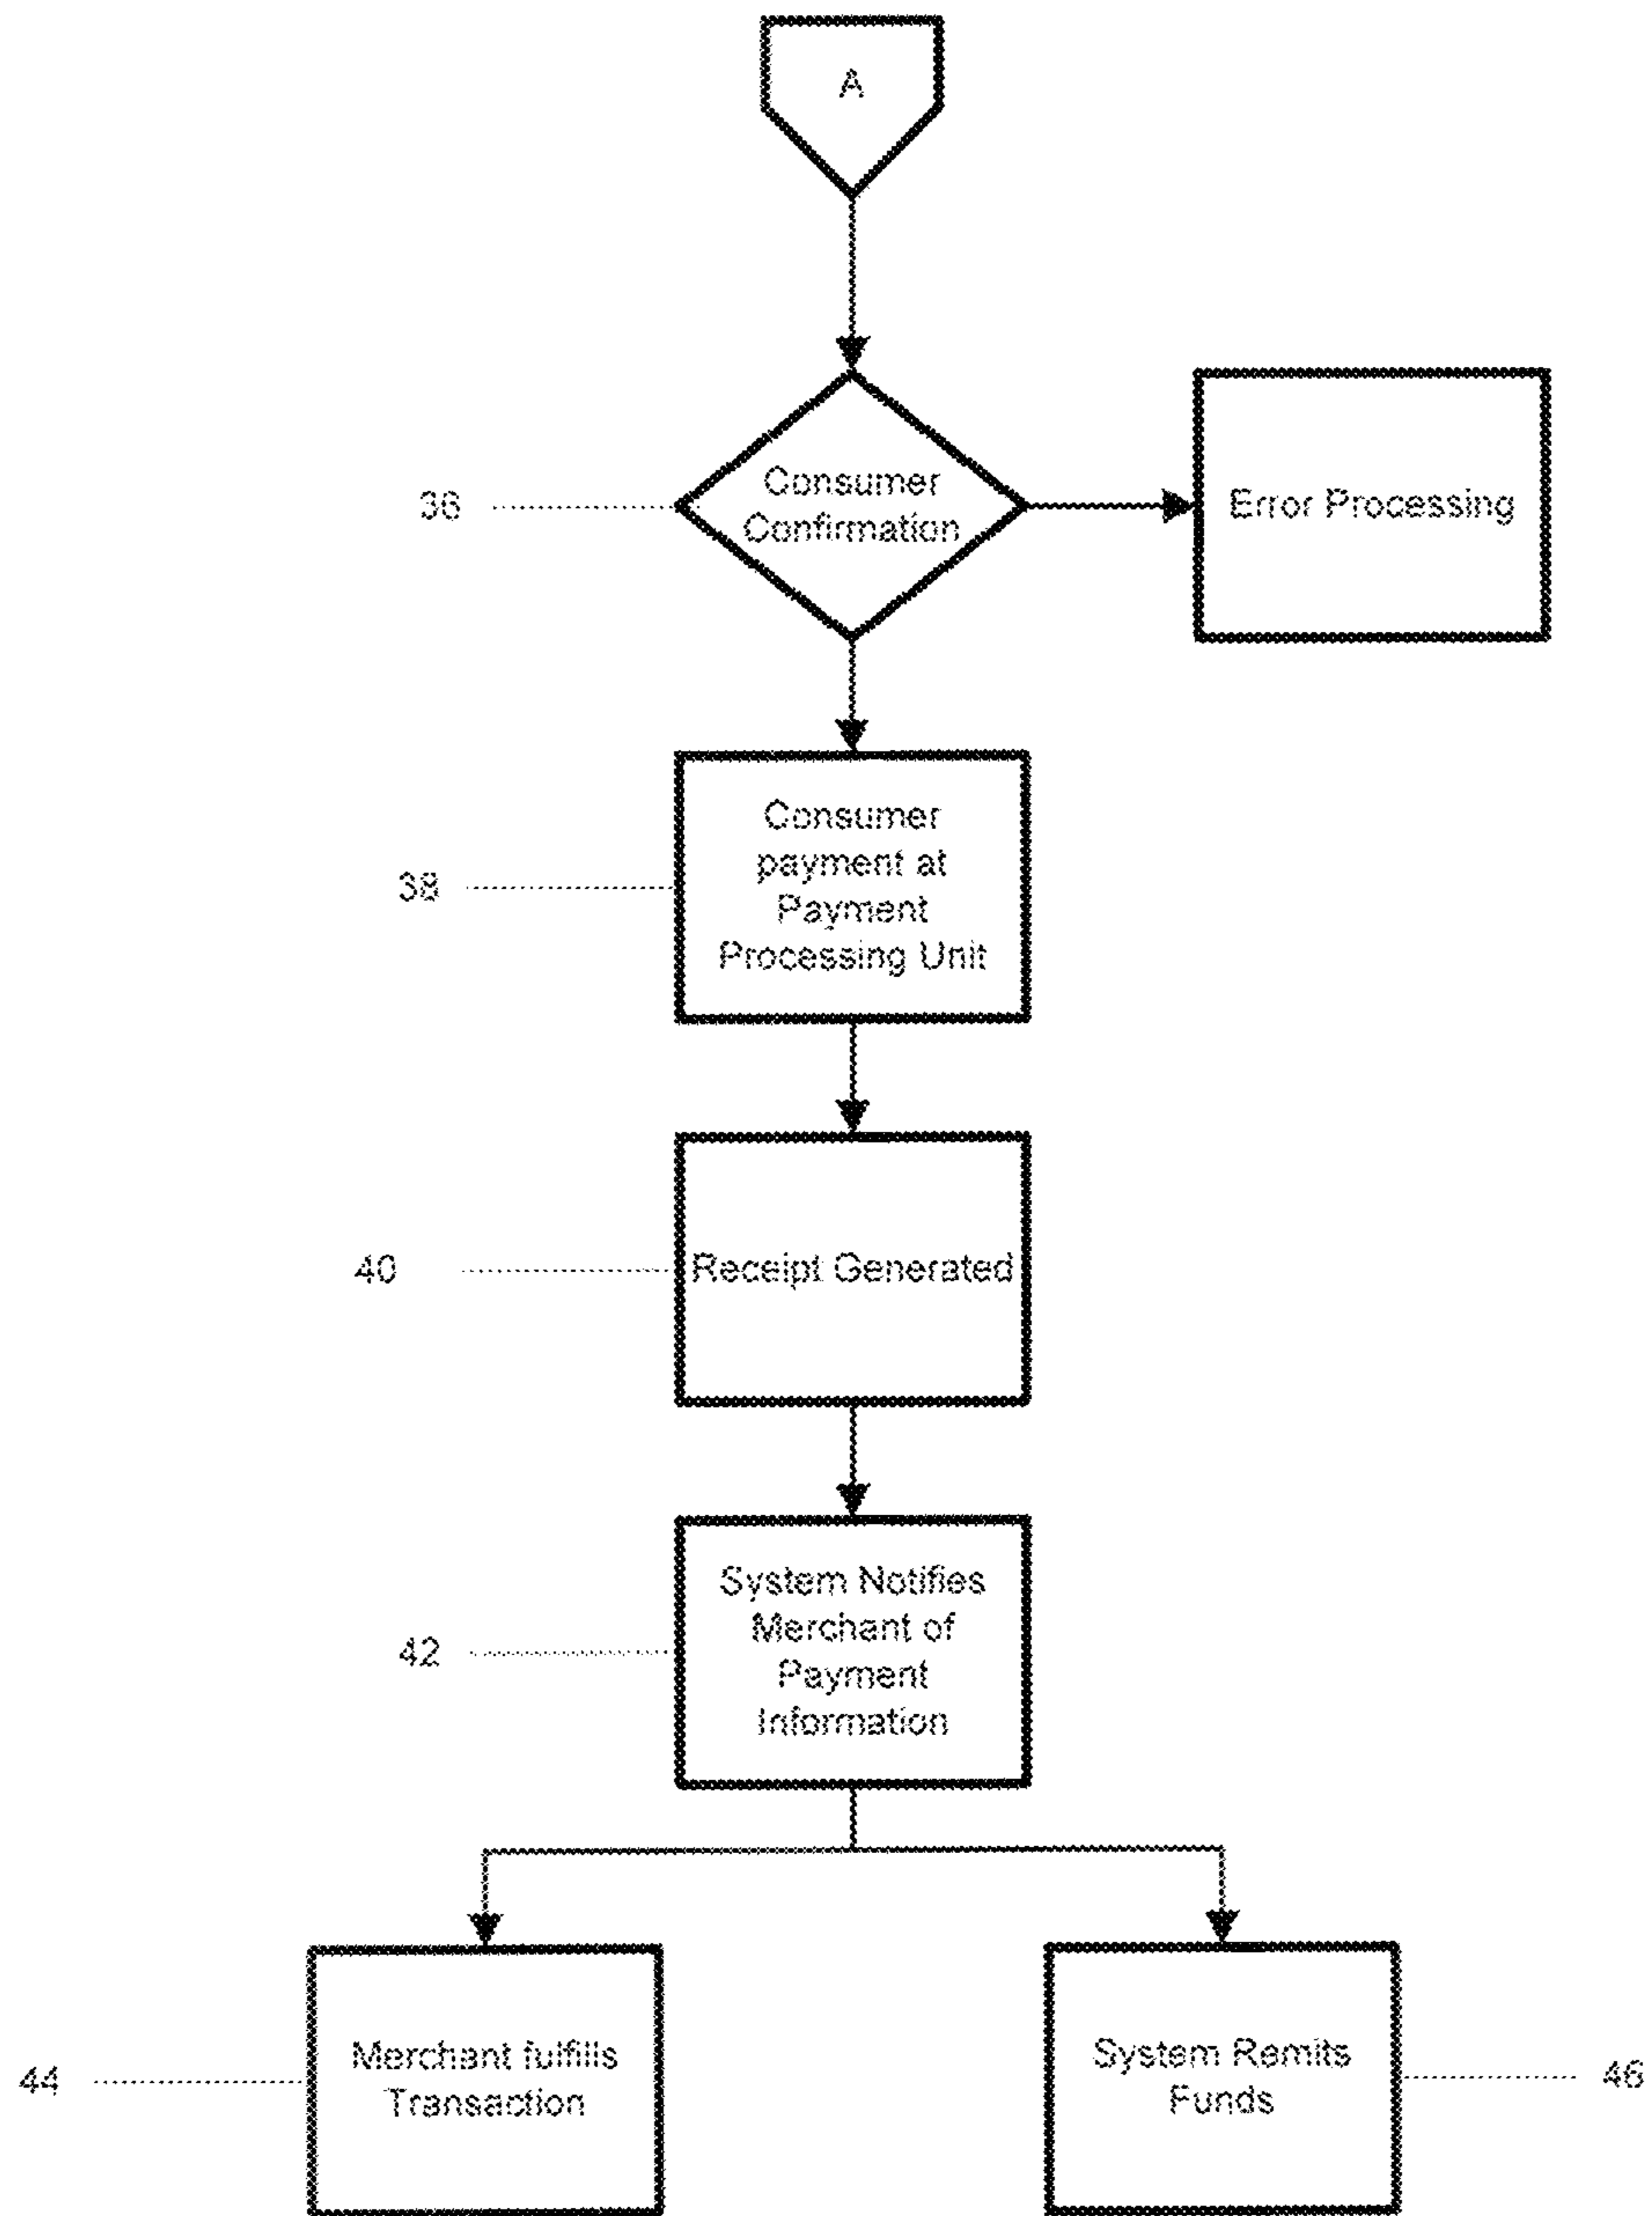 A
36
Consumer
Confirmation
Error Processing
38
Consumer
payment at
Payment
Processing Unit
40
Receipt Generated
42
System Notifies
Merchant of
Payment
Information
44
Merchant fulfills
Transaction
System Remits
Funds
46